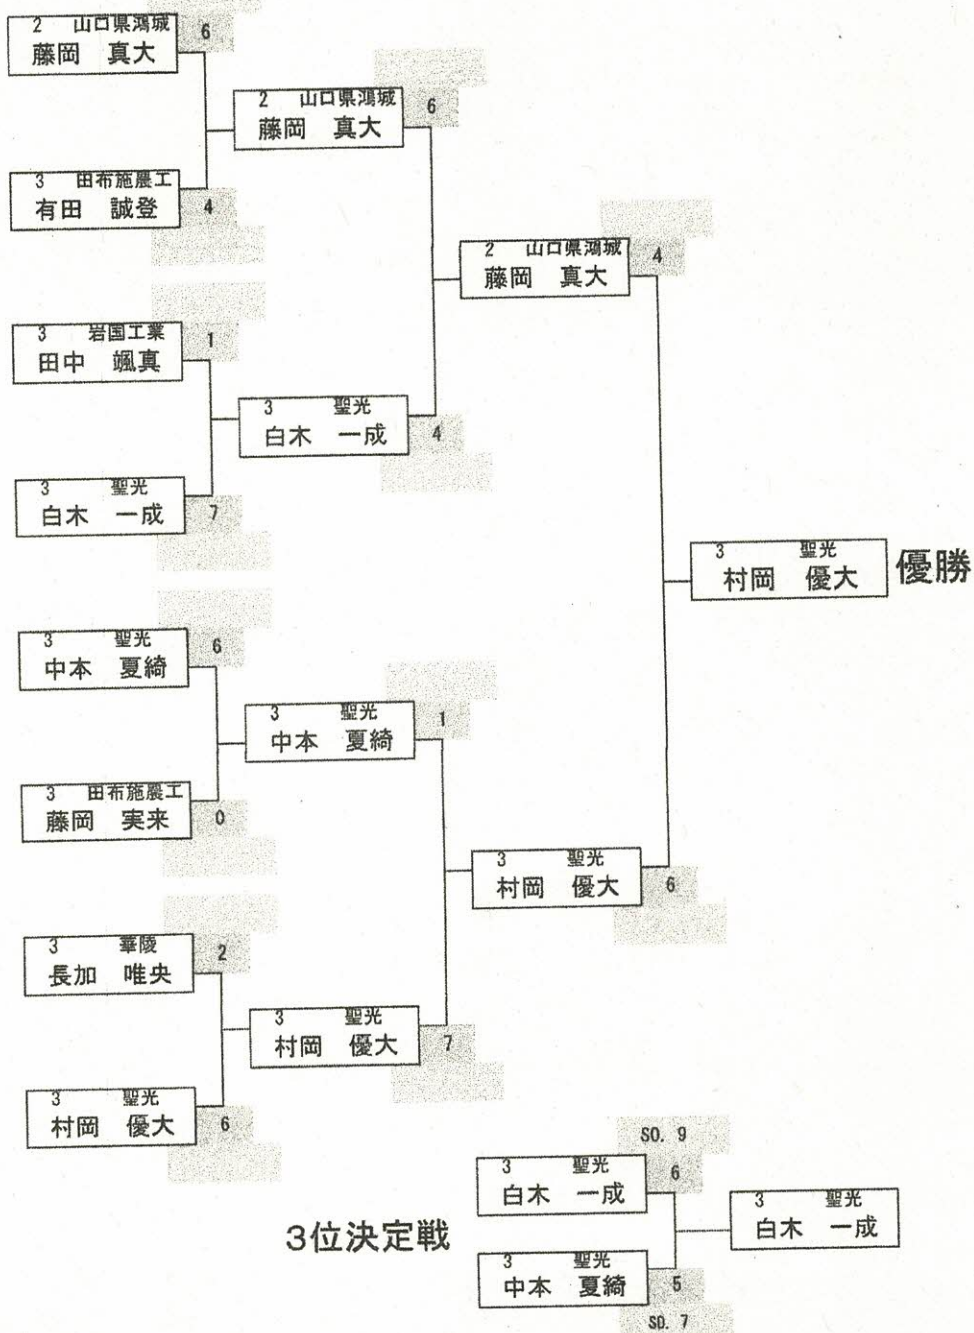 2 山口県鴻城
藤岡 真大
6
3 田布施農工
有田 誠登
4
2 山口県鴻城
藤岡 真大
6
3 岩国工業
田中 颯真
1
3 聖光
白木 一成
7
3 聖光
白木 一成
4
2 山口県鴻城
藤岡 真大
4
3 聖光
中本 夏綺
6
3 田布施農工
藤岡 実来
0
3 聖光
中本 夏綺
1
3 華陵
長加 唯央
2
3 聖光
村岡 優大
6
3 聖光
村岡 優大
7
3 聖光
村岡 優大
6
3 聖光
村岡 優大
優勝
3位決定戦
SO. 9
3 聖光
白木 一成
6
3 聖光
中本 夏綺
5
SO. 7
3 聖光
白木 一成